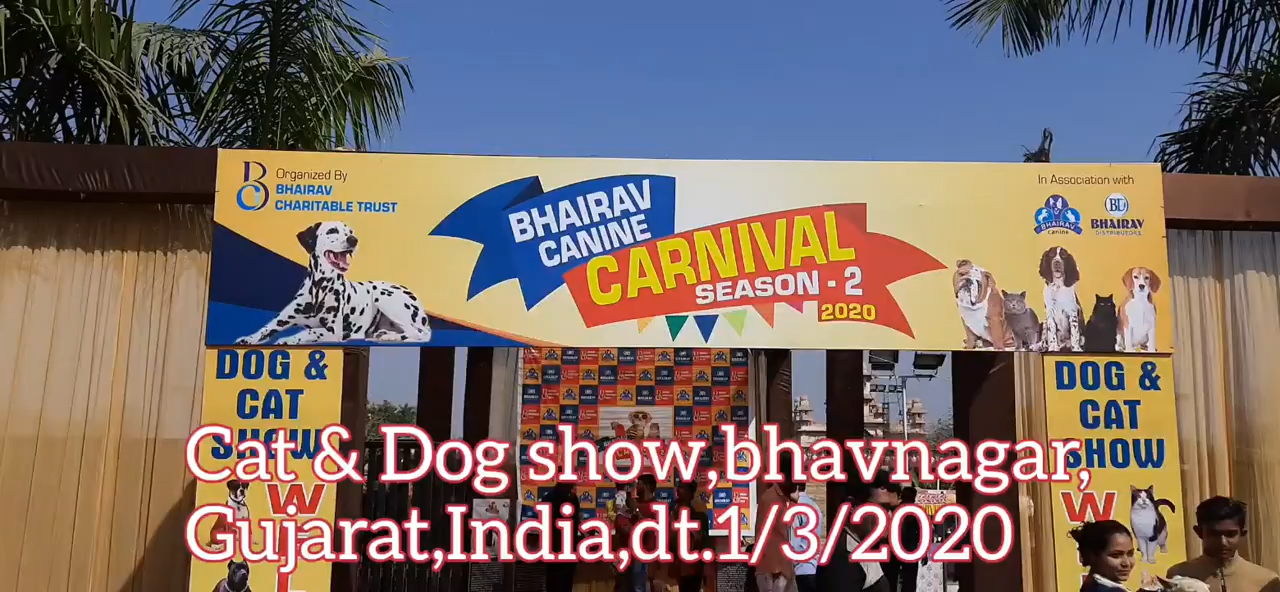 Organized By
BHAIRAV
CHARITABLE TRUST
BHAIRAV
CANINE
CARNIVAL
SEASON - 2
2020
In Association with
BHAIRAV
canine
BHAIRAV
DISTRIBUTORS
DOG &
CAT
SHOW
W
DOG &
CAT
SHOW
W
Cat & Dog show,bhavnagar,
Gujarat,India,dt.1/3/2020